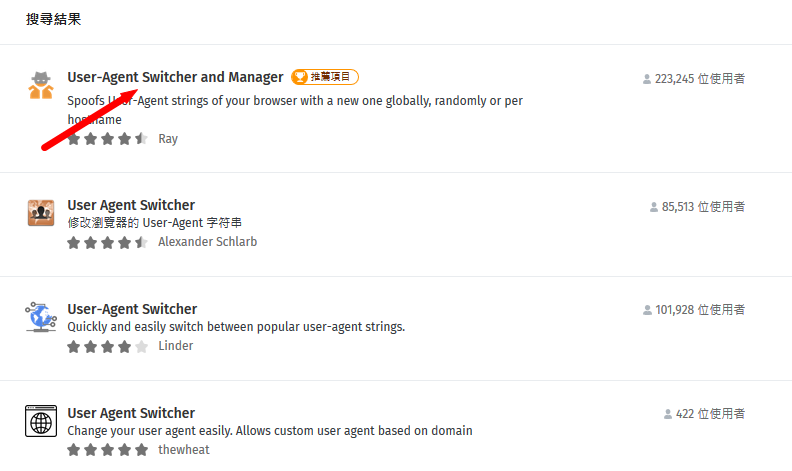 搜尋結果
User-Agent Switcher and Manager 推薦項目 223,245 位使用者
Spoofs User-Agent strings of your browser with a new one globally, randomly or per
hostname
Ray
User Agent Switcher 85,513 位使用者
修改瀏覽器的 User-Agent 字符串
Alexander Schlarb
User-Agent Switcher 101,928 位使用者
Quickly and easily switch between popular user-agent strings.
Linder
User Agent Switcher 422 位使用者
Change your user agent easily. Allows custom user agent based on domain
thewheat